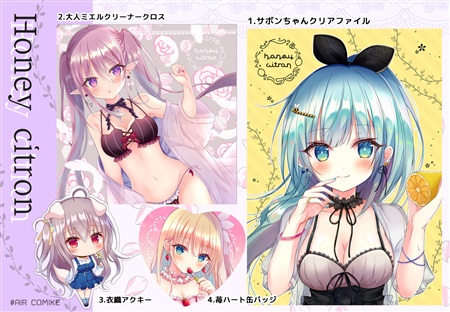 Honey citron
2.大人ミエルクリーナークロス
1.サボンちゃんクリアファイル
honey
citron
honey
citron
3.衣織アクキー
4.苺ハート缶バッジ
#AIR COMIKE